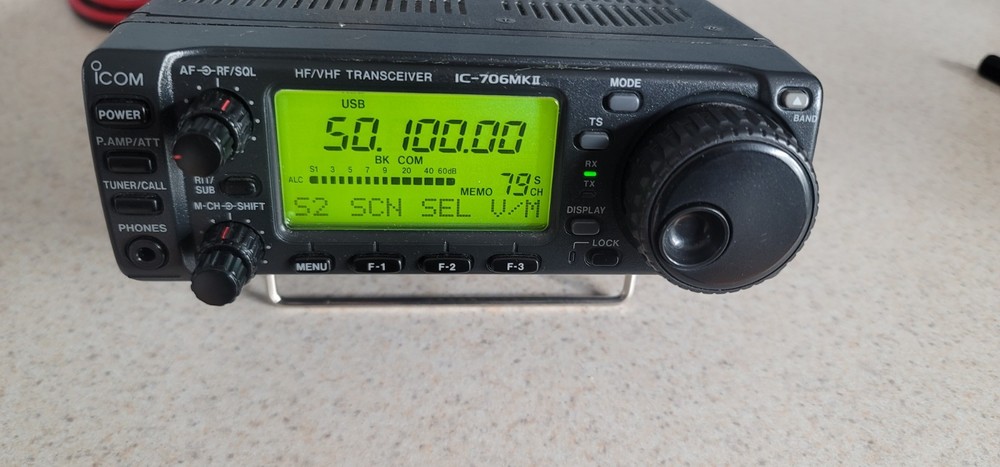 ICOM
HF/VHF TRANSCEIVER IC-706MKII
AF RF/SQL
POWER
P.AMP/ATT
TUNER/CALL
RIT/
SUB
M-CH SHIFT
PHONES
USB
50.100.00
BK COM
S1 3 5 7 9 20 40 60dB
ALC
MEMO 79 S
CH
S2 SCN SEL V/M
MENU F-1 F-2 F-3
MODE
TS
RX
TX
DISPLAY
LOCK
BAND